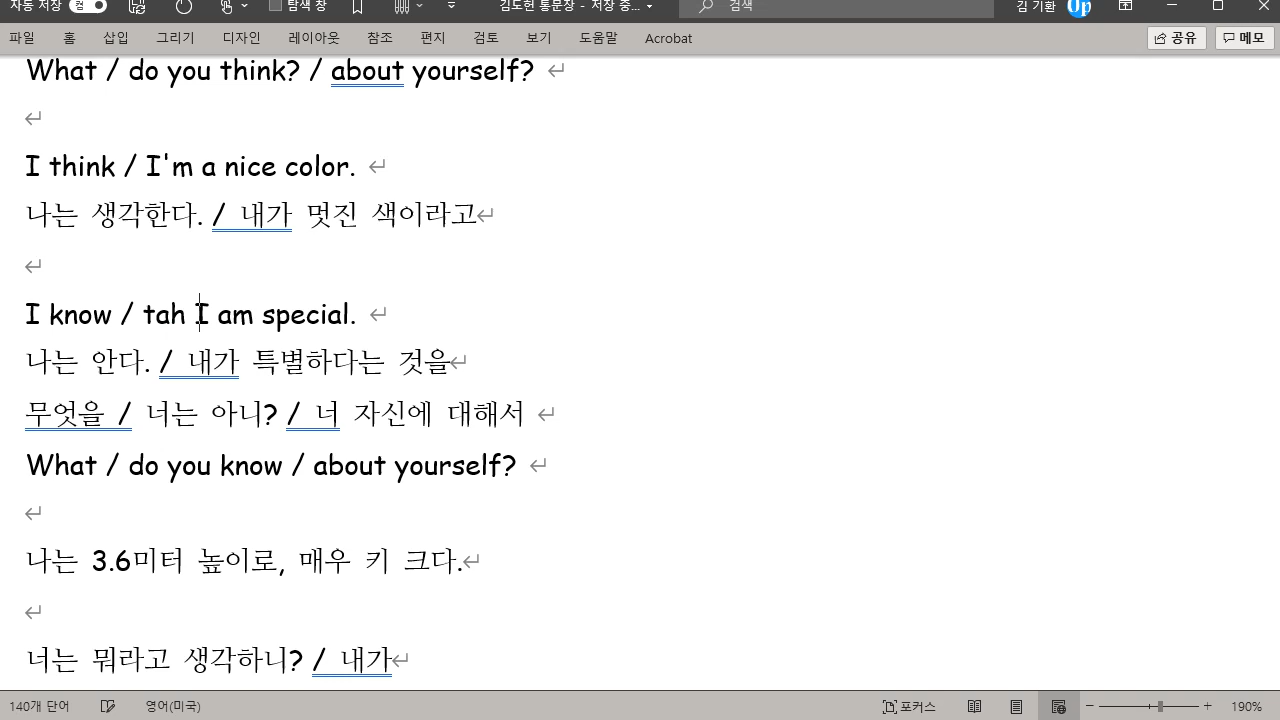 자동 저장 컴 탐색 창 김도헌 통문장 - 저장 중... 검색 김 기환
파일 홈 삽입 그리기 디자인 레이아웃 참조 편지 검토 보기 도움말 Acrobat 공유 메모
What / do you think? / about yourself?
I think / I'm a nice color.
나는 생각한다. / 내가 멋진 색이라고
I know / tah I am special.
나는 안다. / 내가 특별하다는 것을
무엇을 / 너는 아니? / 너 자신에 대해서
What / do you know / about yourself?
나는 3.6미터 높이로, 매우 키 크다.
너는 뭐라고 생각하니? / 내가
140개 단어 영어(미국) 포커스 190%